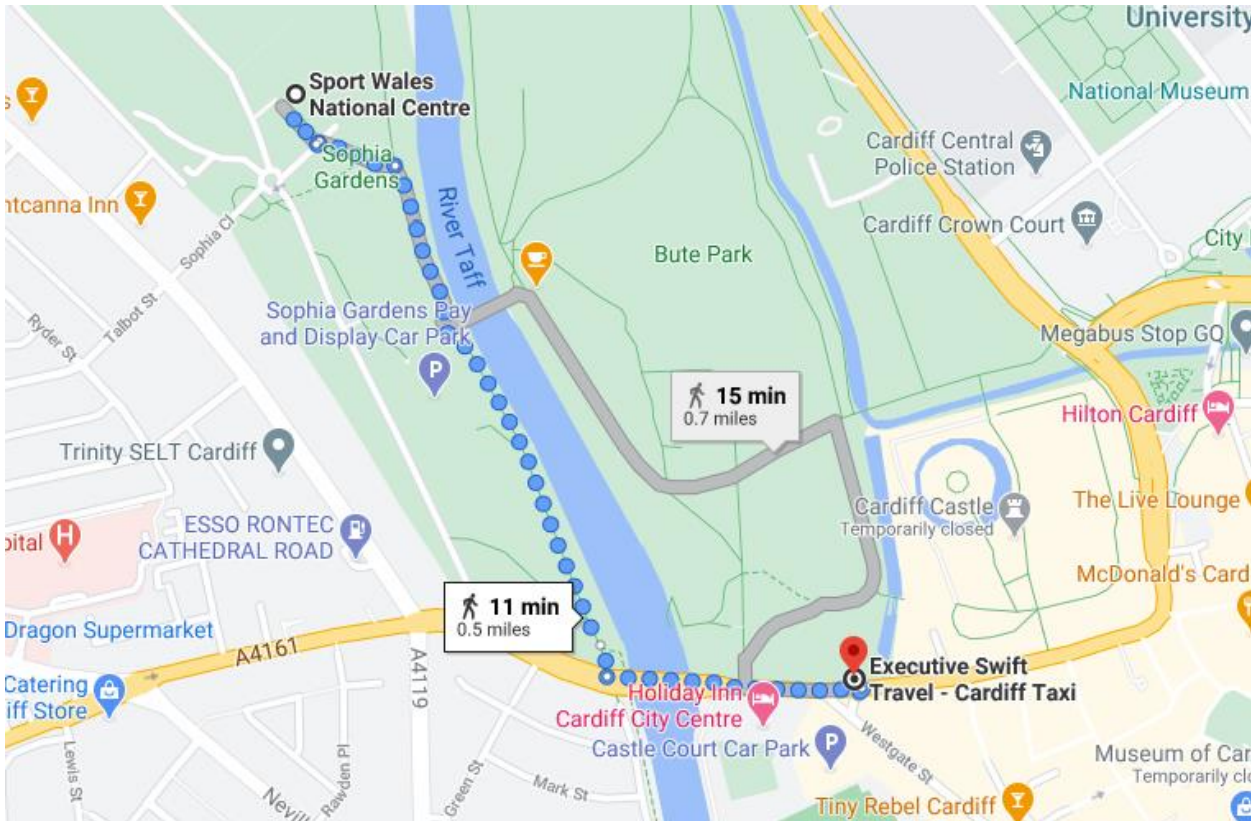 University
National Museum
Sport Wales
National Centre
Cardiff Central
Police Station
Sophia
Gardens
ntcanna Inn
Cardiff Crown Court
City
Sophia Cl
River Taff
Bute Park
Talbot St
Ryder St
Sophia Gardens Pay
and Display Car Park
Megabus Stop GQ
15 min
0.7 miles
Hilton Cardiff
Trinity SELT Cardiff
Cardiff Castle
Temporarily closed
The Live Lounge
ESSO RONTEC
CATHEDRAL ROAD
pital
McDonald's Card
11 min
0.5 miles
Dragon Supermarket
A4161
A4119
Executive Swift
Travel - Cardiff Taxi
Catering
iff Store
Holiday Inn
Cardiff City Centre
Castle Court Car Park
Westgate St
Lewis St
Rawden Pl
Green St
Mark St
Nevill
Museum of Car
Temporarily clo
Tiny Rebel Cardiff